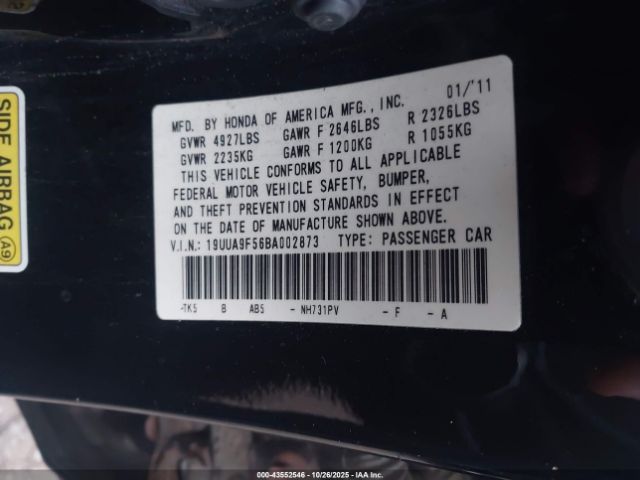 SIDE AIRBAG A9
MFD. BY HONDA OF AMERICA MFG., INC. 01/'11
GVWR 4927LBS GAWR F 2646LBS R 2326LBS
GVWR 2235KG GAWR F 1200KG R 1055KG
THIS VEHICLE CONFORMS TO ALL APPLICABLE
FEDERAL MOTOR VEHICLE SAFETY, BUMPER,
AND THEFT PREVENTION STANDARDS IN EFFECT
ON THE DATE OF MANUFACTURE SHOWN ABOVE.
V.I.N.: 19UUA9F56BA002873 TYPE: PASSENGER CAR
-TK5 B AB5 - NH731PV - F - A
000-43552546 | 10/26/2025 | IAA Inc.